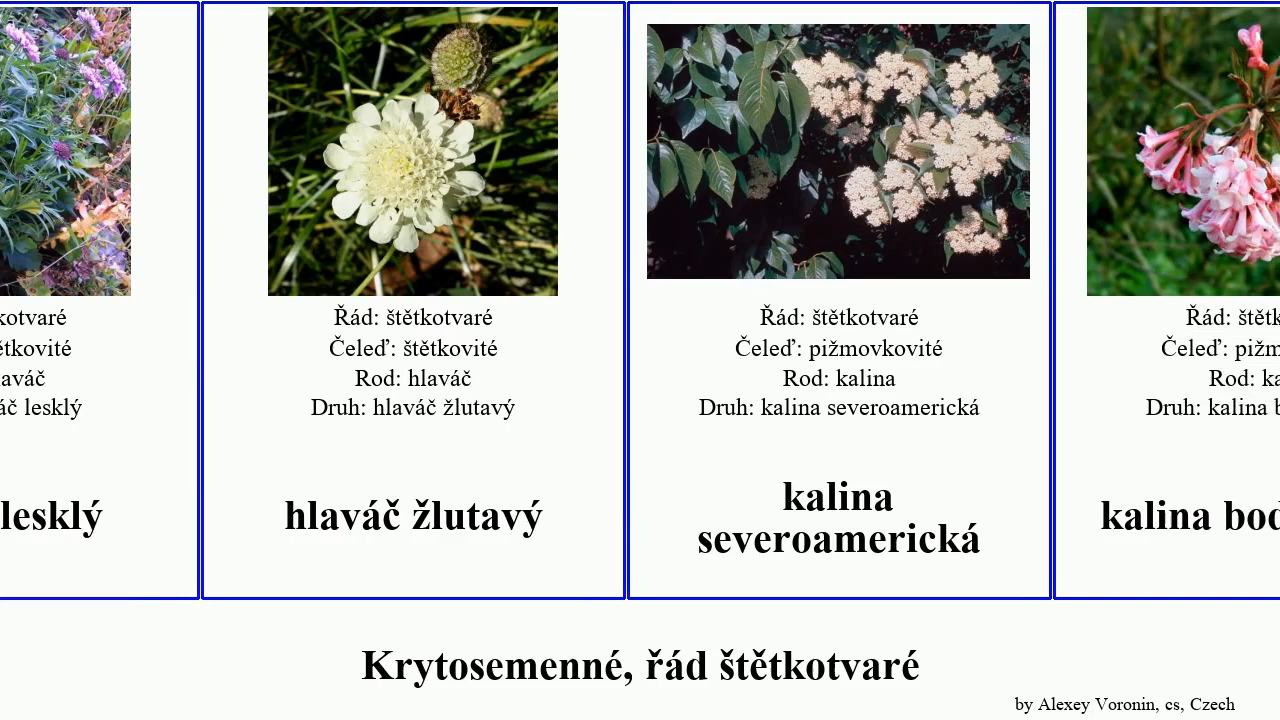 kotvaré
ětkovité
laváč
áč lesklý
lesklý
Řád: štětkotvaré
Čeleď: štětkovité
Rod: hlaváč
Druh: hlaváč žlutavý
hlaváč žlutavý
Řád: štětkotvaré
Čeleď: pižmovkovité
Rod: kalina
Druh: kalina severoamerická
kalina
severoamerická
Řád: štětk
Čeleď: pižm
Rod: ka
Druh: kalina b
kalina bod
Krytosemenné, řád štětkotvaré
by Alexey Voronin, cs, Czech